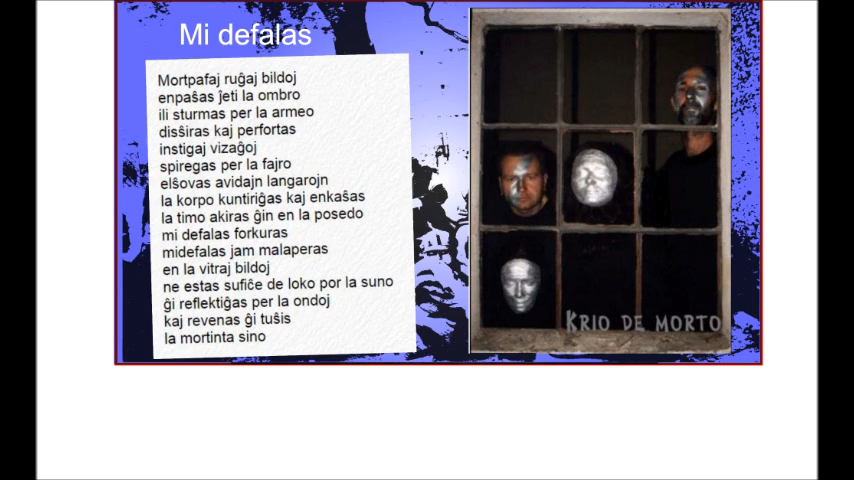 Mi defalas
Mortpafaj ruĝaj bildoj
enpaŝas ĵeti la ombro
ili sturmas per la armeo
disŝiras kaj perfortas
instigaj vizaĝoj
spiregas per la fajro
elŝovas avidajn langarojn
la korpo kuntiriĝas kaj enkaŝas
la timo akiras ĝin en la posedo
mi defalas forkuras
midefalas jam malaperas
en la vitraj bildoj
ne estas sufiĉe de loko por la suno
ĝi reflektiĝas per la ondoj
kaj revenas ĝi tuŝis
la mortinta sino
KRIO DE MORTO